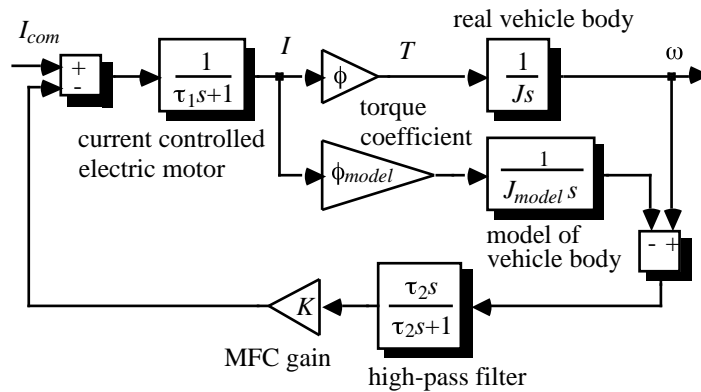 real vehicle body
I_com
I
T
ω
+
-
1
τ₁s+1
φ
1
Js
current controlled
electric motor
torque
coefficient
φ_model
1
J_model s
model of
vehicle body
- +
K
τ₂s
τ₂s+1
MFC gain
high-pass filter